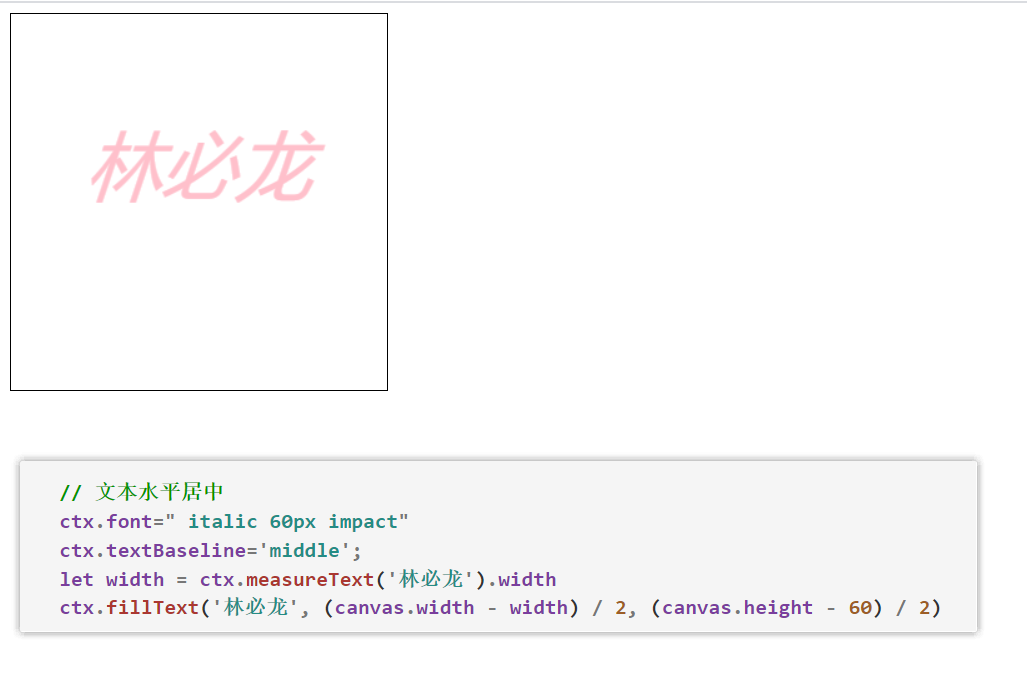 林必龙
// 文本水平居中
ctx.font=" italic 60px impact"
ctx.textBaseline='middle';
let width = ctx.measureText('林必龙').width
ctx.fillText('林必龙', (canvas.width - width) / 2, (canvas.height - 60) / 2)